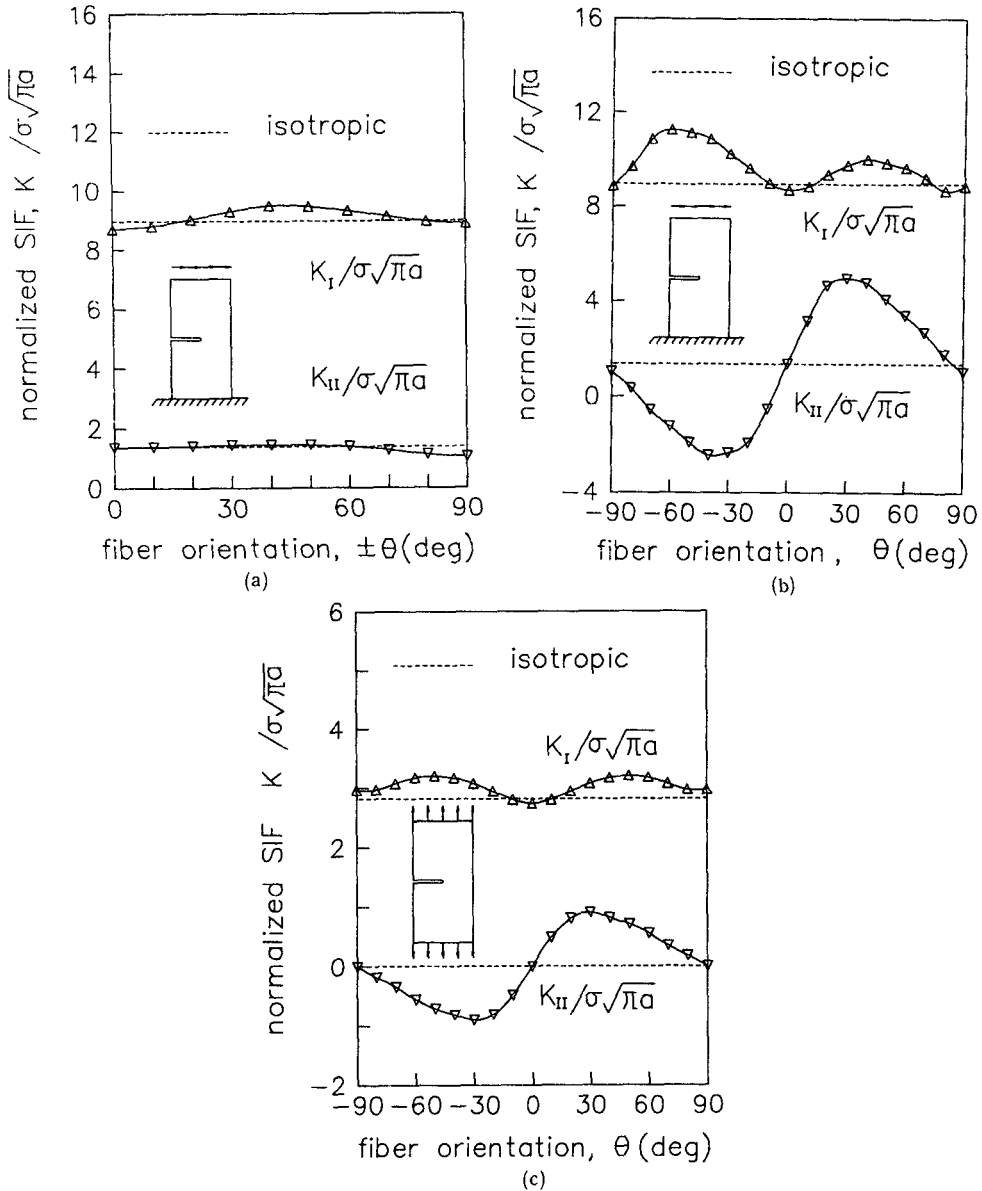 16
14
12
10
8
6
4
2
0
normalized SIF, K /σ√πa
isotropic
K_I/σ√πa
K_II/σ√πa
0 30 60 90
fiber orientation, ±θ(deg)
(a)
16
12
8
4
0
−4
normalized SIF, K /σ√πa
isotropic
K_I/σ√πa
K_II/σ√πa
−90 −60 −30 0 30 60 90
fiber orientation , θ(deg)
(b)
6
4
2
0
−2
normalized SIF K /σ√πa
isotropic
K_I/σ√πa
K_II/σ√πa
−90 −60 −30 0 30 60 90
fiber orientation, θ(deg)
(c)